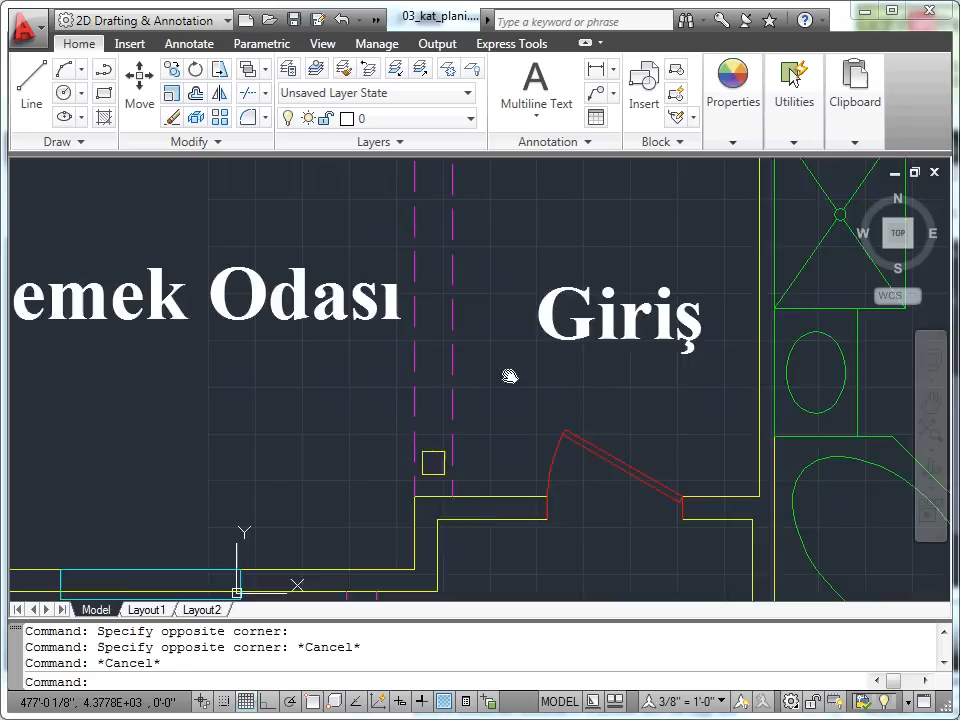 2D Drafting & Annotation
03_kat_plani....
Type a keyword or phrase
Home Insert Annotate Parametric View Manage Output Express Tools
Line
Move
Unsaved Layer State
0
Multiline Text
Insert
Properties
Utilities
Clipboard
Draw
Modify
Layers
Annotation
Block
N
W TOP E
S
WCS
emek Odası
Giriş
Y
X
Model Layout1 Layout2
Command: Specify opposite corner:
Command: Specify opposite corner: *Cancel*
Command: *Cancel*
Command:
477'-0 1/8", 4.3778E+03 , 0'-0"
MODEL
3/8" = 1'-0"